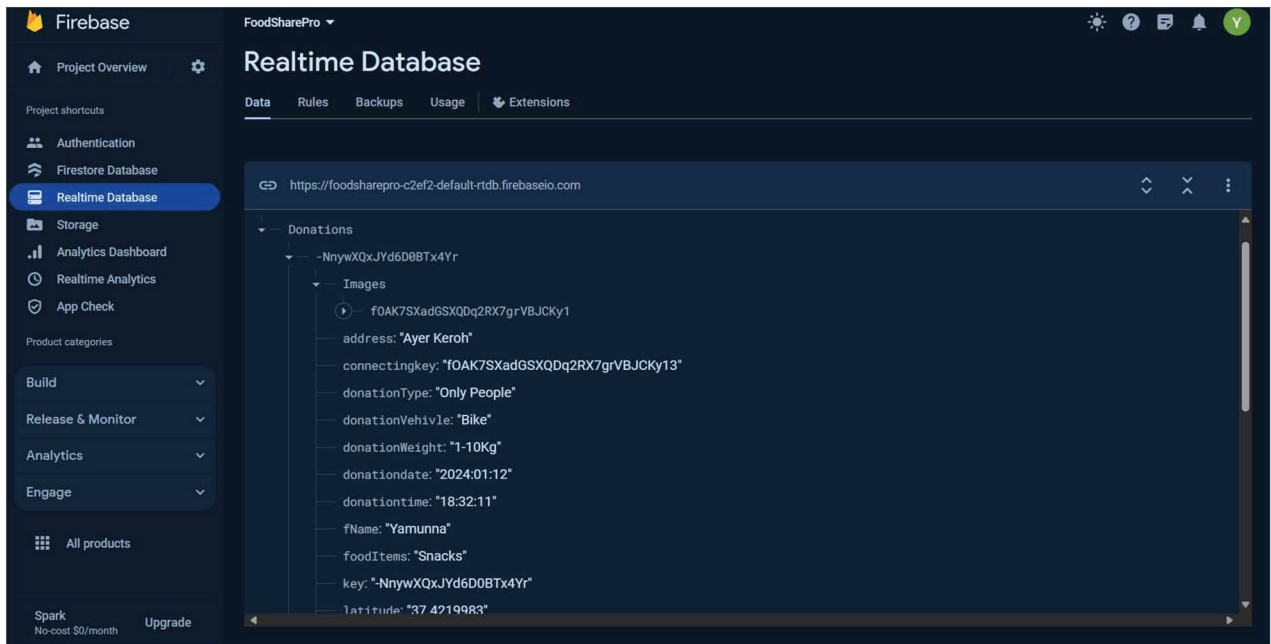 Firebase
FoodSharePro
Y
Project Overview
Realtime Database
Data Rules Backups Usage Extensions
Project shortcuts
Authentication
Firestore Database
Realtime Database
Storage
Analytics Dashboard
Realtime Analytics
App Check
Product categories
Build
Release & Monitor
Analytics
Engage
All products
Spark
No-cost $0/month
Upgrade
https://foodsharepro-c2ef2-default-rtdb.firebaseio.com
Donations
-NnywXQxJYd6D0BTx4Yr
Images
fOAK7SXadGSXQDq2RX7grVBJCKy1
address: "Ayer Keroh"
connectingkey: "fOAK7SXadGSXQDq2RX7grVBJCKy13"
donationType: "Only People"
donationVehivle: "Bike"
donationWeight: "1-10Kg"
donationdate: "2024:01:12"
donationtime: "18:32:11"
fName: "Yamunna"
foodItems: "Snacks"
key: "-NnywXQxJYd6D0BTx4Yr"
latitude: "37.4219983"